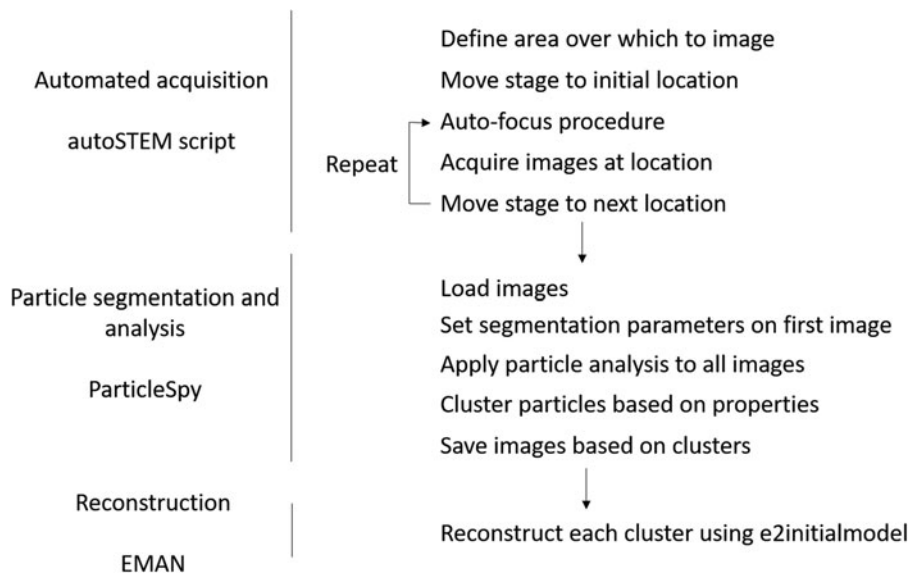 Automated acquisition
autoSTEM script
Define area over which to image
Move stage to initial location
Auto-focus procedure
Repeat
Acquire images at location
Move stage to next location
Particle segmentation and
analysis
ParticleSpy
Load images
Set segmentation parameters on first image
Apply particle analysis to all images
Cluster particles based on properties
Save images based on clusters
Reconstruction
EMAN
Reconstruct each cluster using e2initialmodel